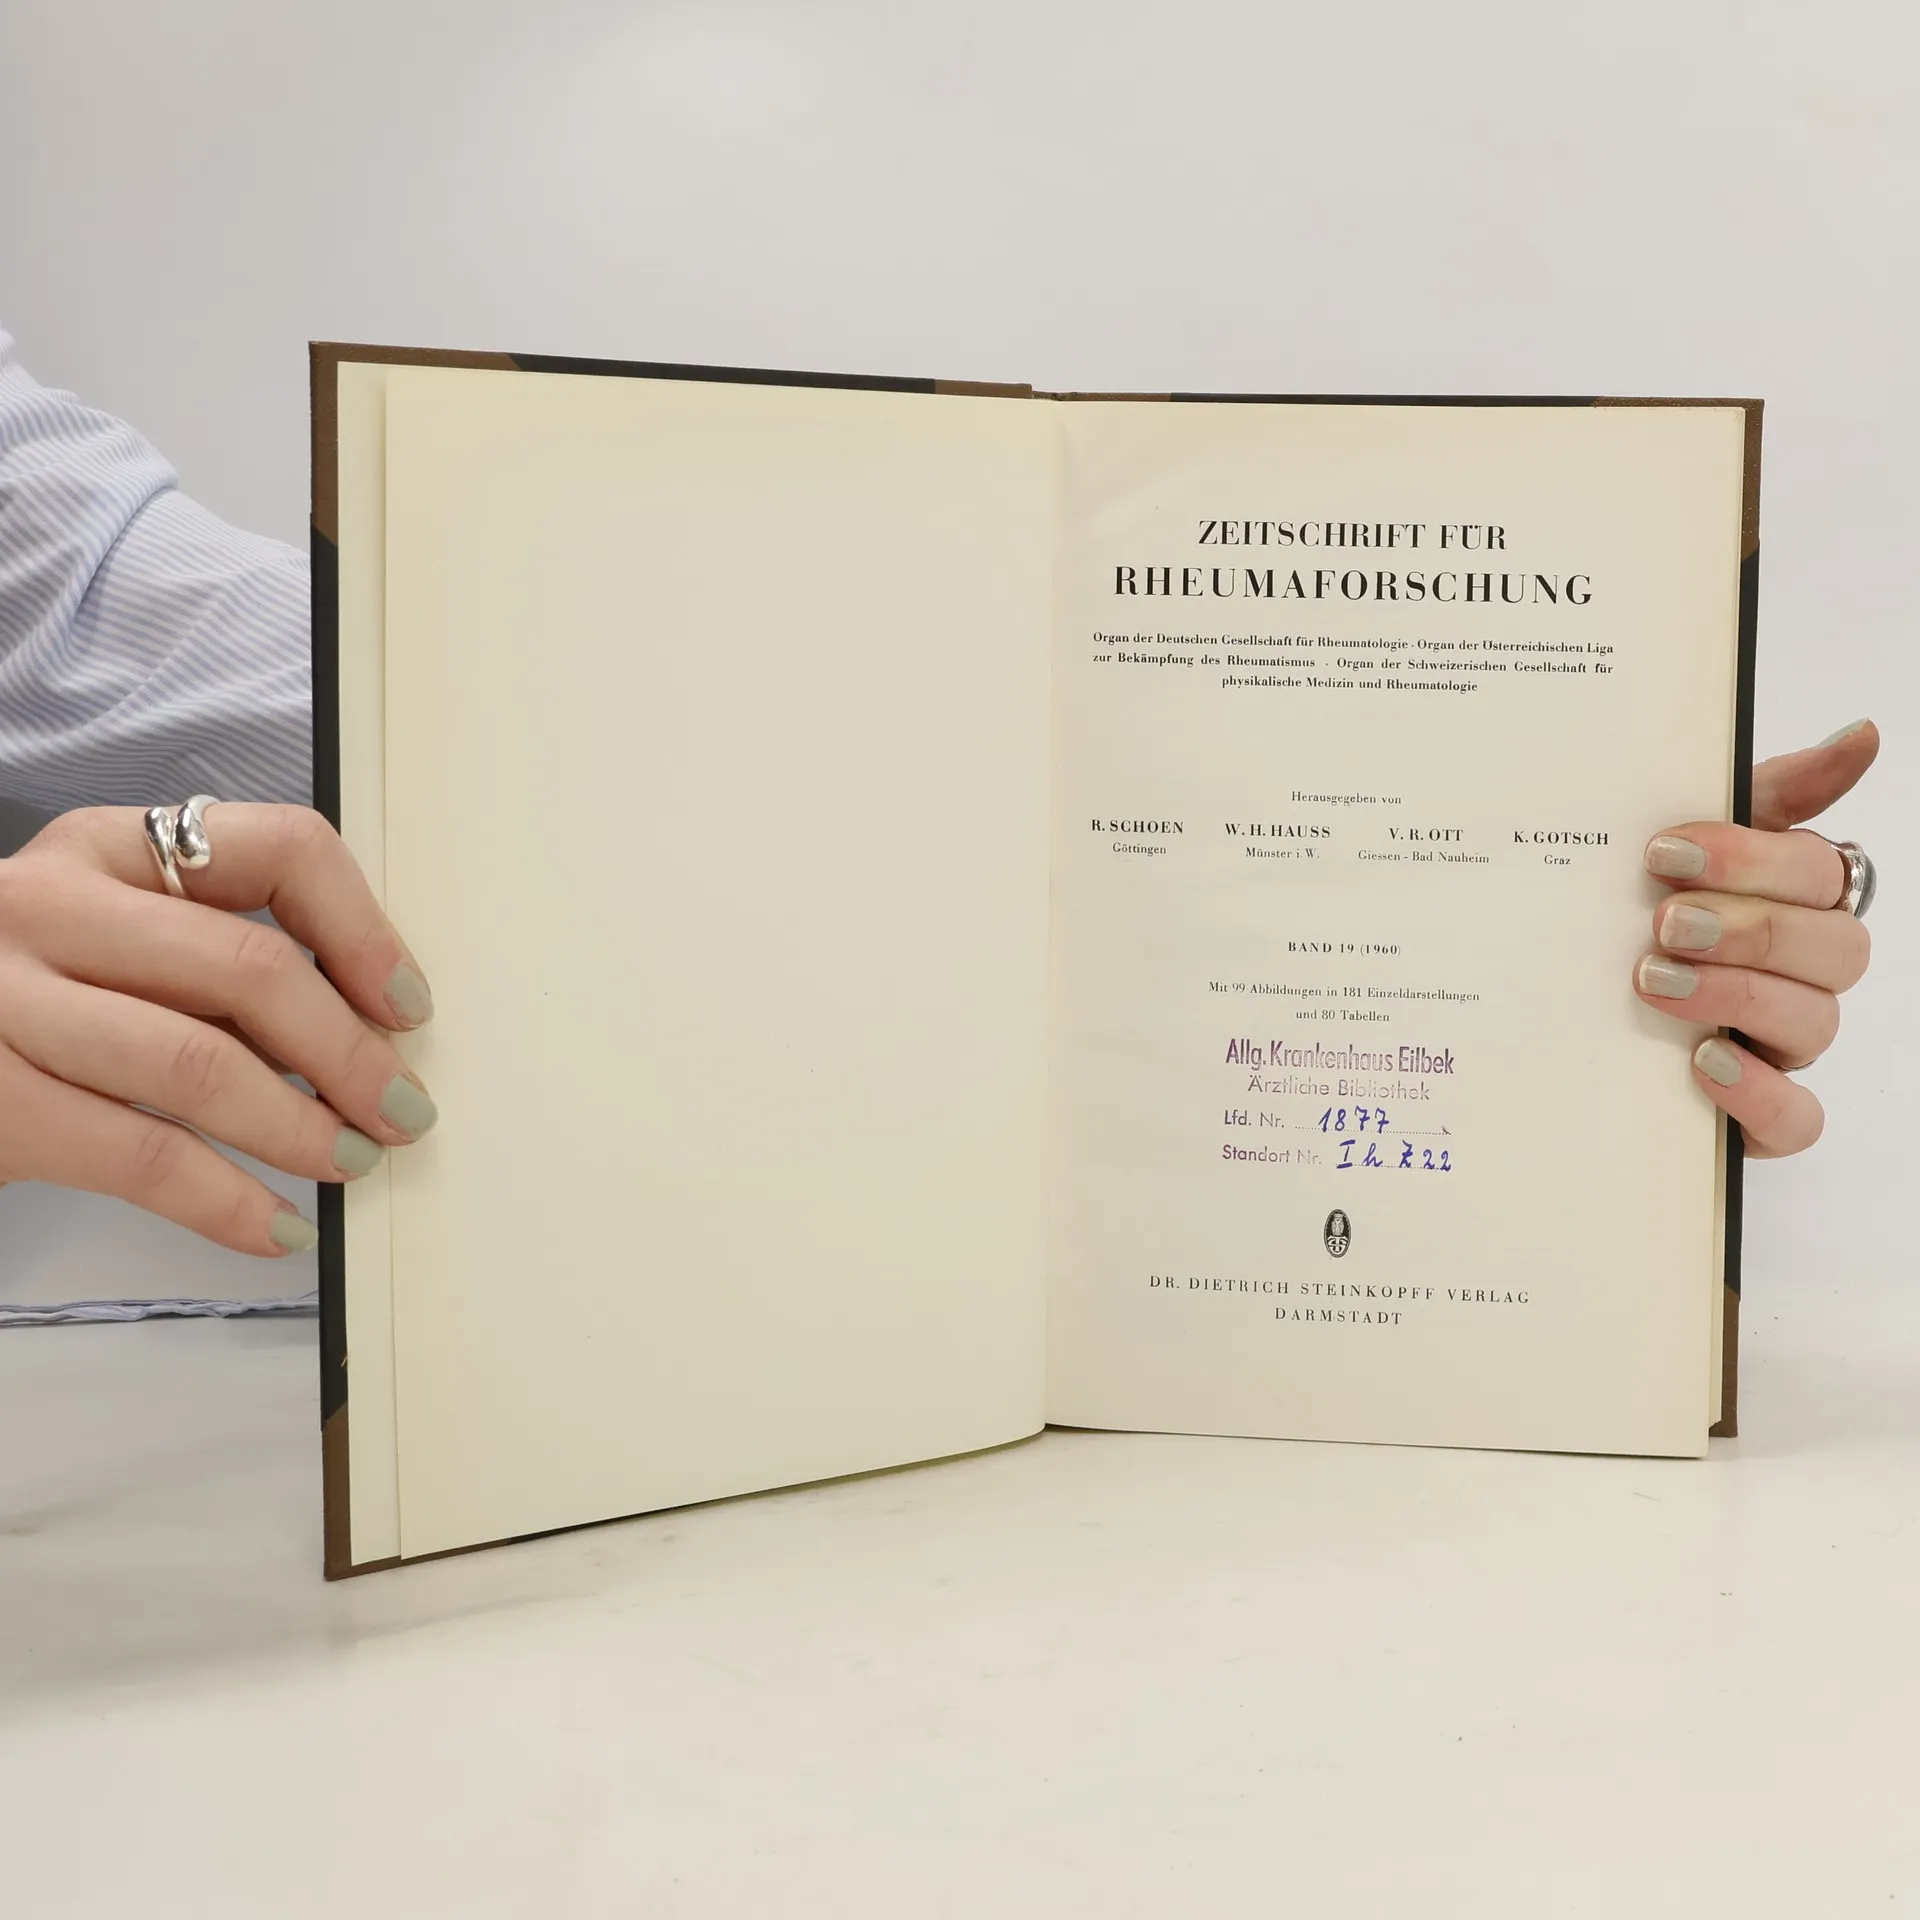 ZEITSCHRIFT FÜR
RHEUMAFORSCHUNG
Organ der Deutschen Gesellschaft für Rheumatologie · Organ der Österreichischen Liga
zur Bekämpfung des Rheumatismus · Organ der Schweizerischen Gesellschaft für
physikalische Medizin und Rheumatologie
Herausgegeben von
R. SCHOEN W. H. HAUSS V. R. OTT K. GOTSCH
Göttingen Münster i. W. Giessen - Bad Nauheim Graz
BAND 19 (1960)
Mit 99 Abbildungen in 181 Einzeldarstellungen
und 80 Tabellen
Allg. Krankenhaus Eilbek
Ärztliche Bibliothek
Lfd. Nr. 1877
Standort Nr. I h Z 22
DR. DIETRICH STEINKOPFF VERLAG
DARMSTADT